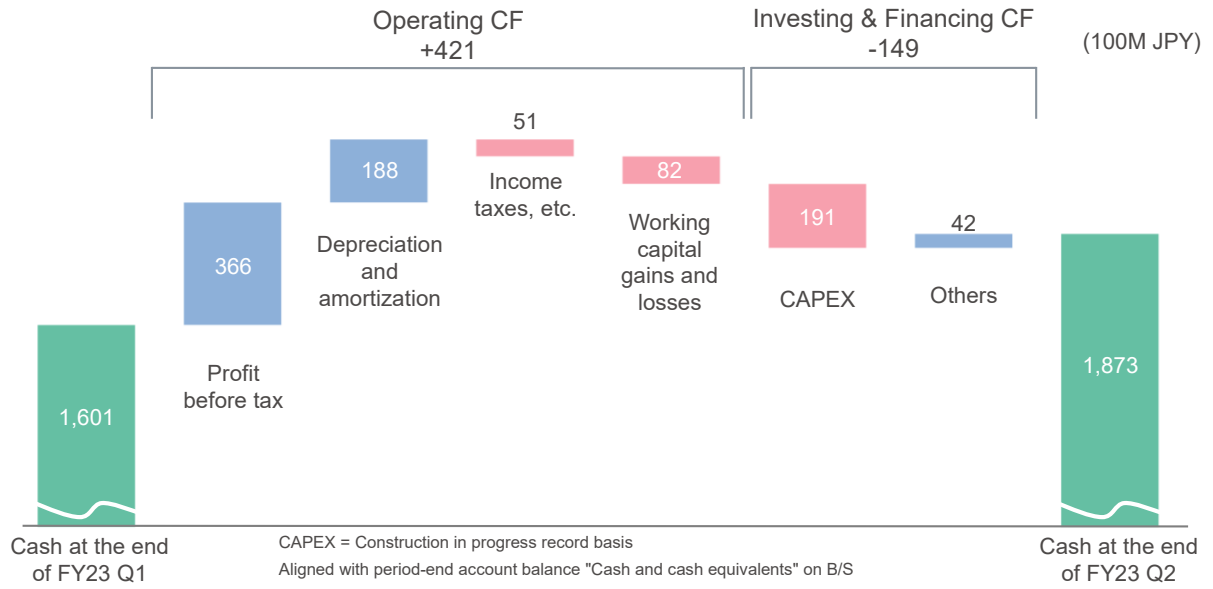 Operating CF
+421
Investing & Financing CF
-149
(100M JPY)
1,601
366
Profit
before tax
188
Depreciation
and
amortization
51
Income
taxes, etc.
82
Working
capital
gains and
losses
191
CAPEX
42
Others
1,873
Cash at the end
of FY23 Q1
CAPEX = Construction in progress record basis
Aligned with period-end account balance "Cash and cash equivalents" on B/S
Cash at the end
of FY23 Q2